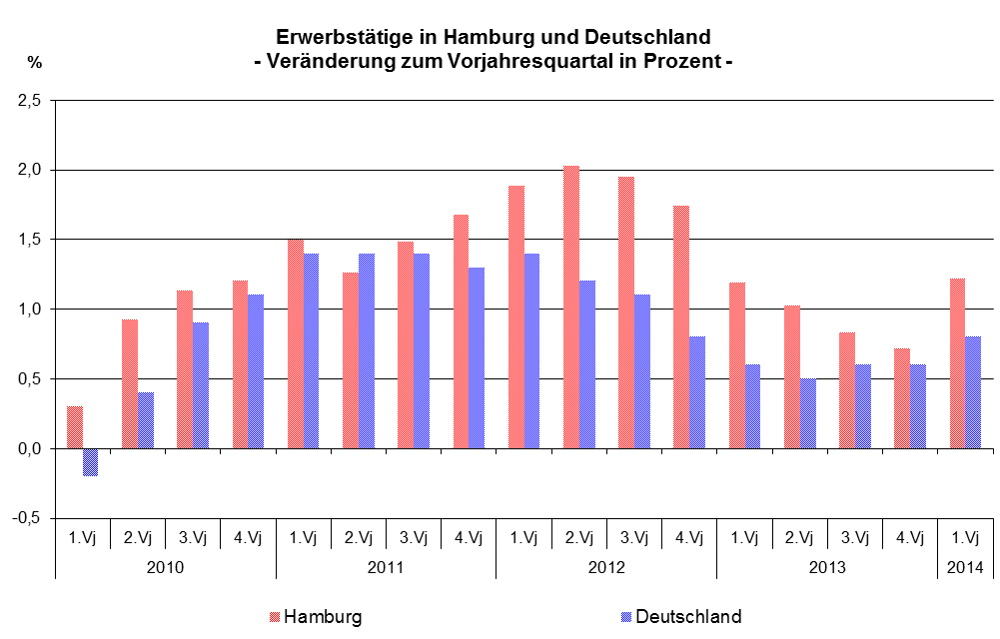 Erwerbstätige in Hamburg und Deutschland
- Veränderung zum Vorjahresquartal in Prozent -
%
2,5
2,0
1,5
1,0
0,5
0,0
-0,5
1.Vj 2.Vj 3.Vj 4.Vj 1.Vj 2.Vj 3.Vj 4.Vj 1.Vj 2.Vj 3.Vj 4.Vj 1.Vj 2.Vj 3.Vj 4.Vj 1.Vj
2010 2011 2012 2013 2014
Hamburg Deutschland